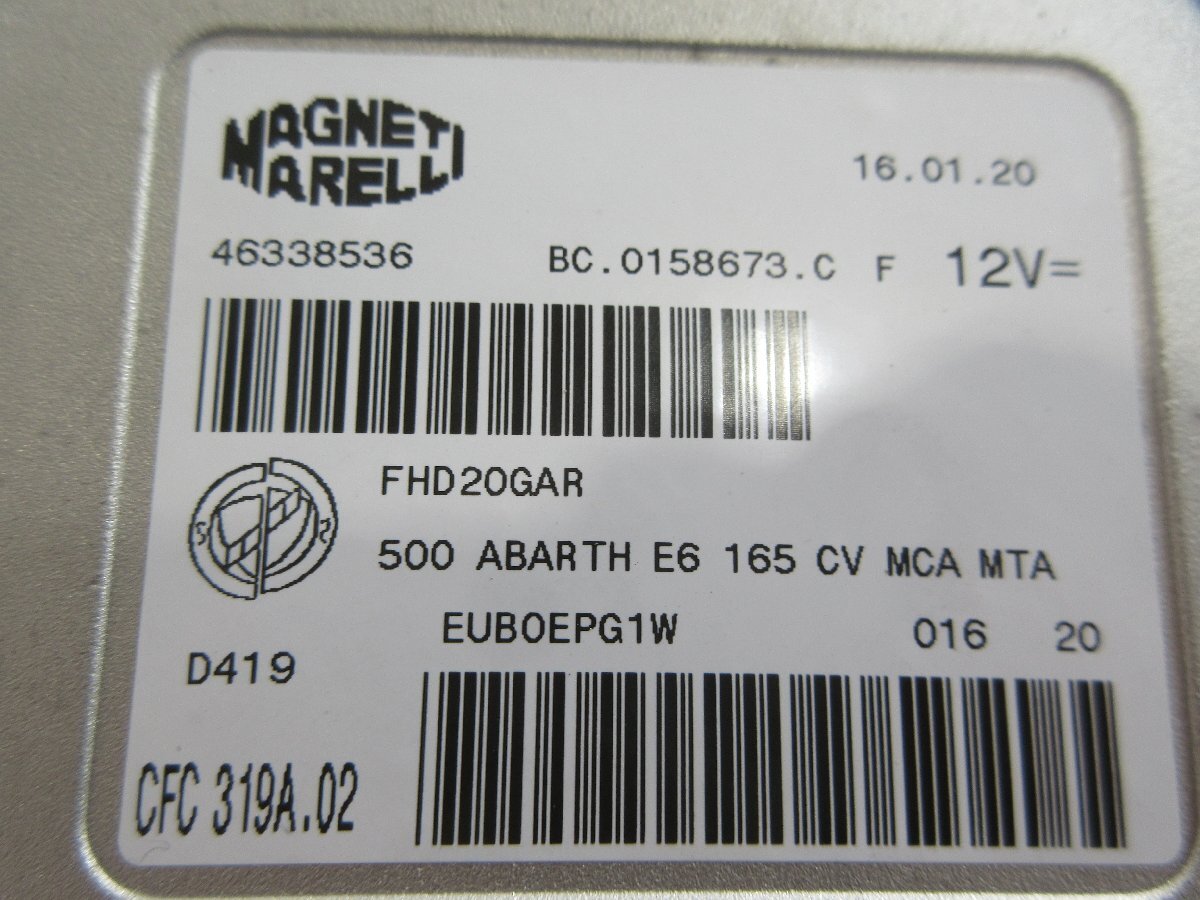 MAGNETI
MARELLI
16.01.20
46338536 BC.0158673.C F 12V=
FHD20GAR
500 ABARTH E6 165 CV MCA MTA
EUB0EPG1W 016 20
D419
CFC 319A.02